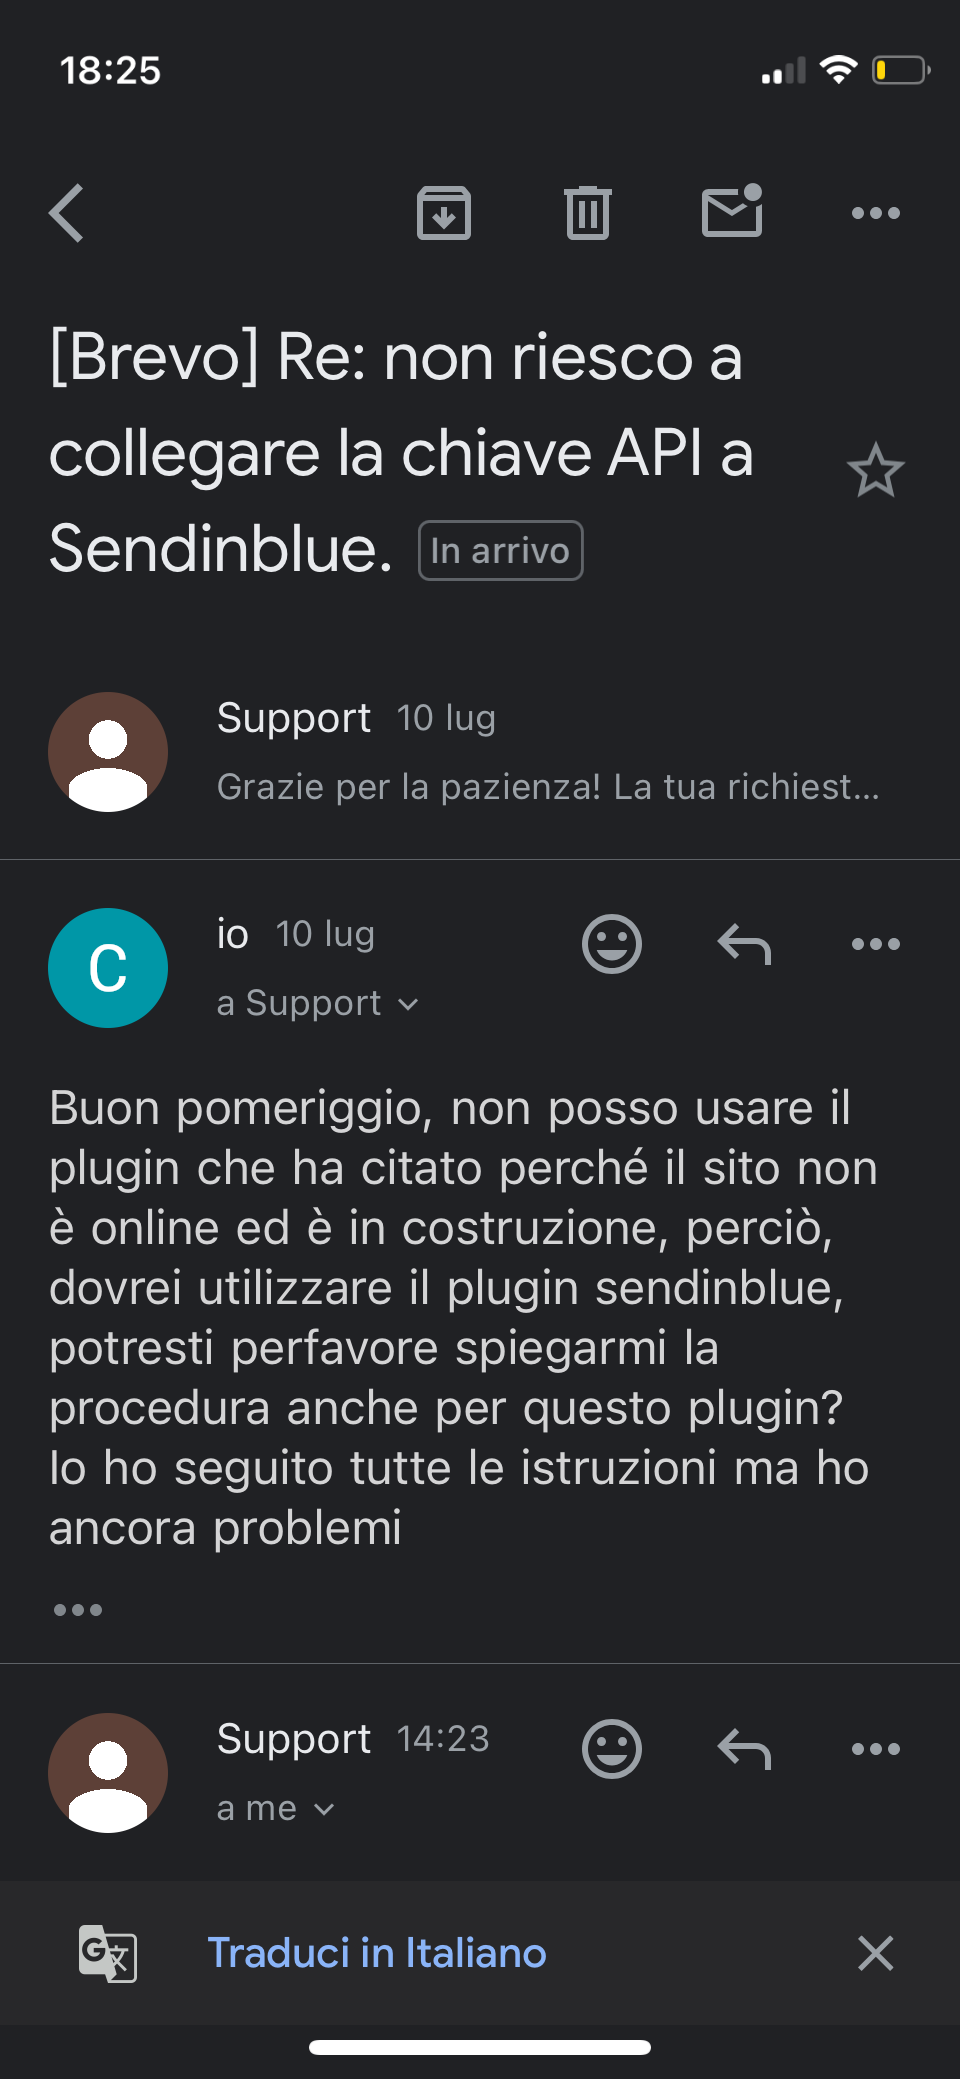 18:25
[Brevo] Re: non riesco a
collegare la chiave API a
Sendinblue. In arrivo
Support 10 lug
Grazie per la pazienza! La tua richiest...
C
io 10 lug
a Support
Buon pomeriggio, non posso usare il
plugin che ha citato perché il sito non
è online ed è in costruzione, perciò,
dovrei utilizzare il plugin sendinblue,
potresti perfavore spiegarmi la
procedura anche per questo plugin?
Io ho seguito tutte le istruzioni ma ho
ancora problemi
Support 14:23
a me
Traduci in Italiano